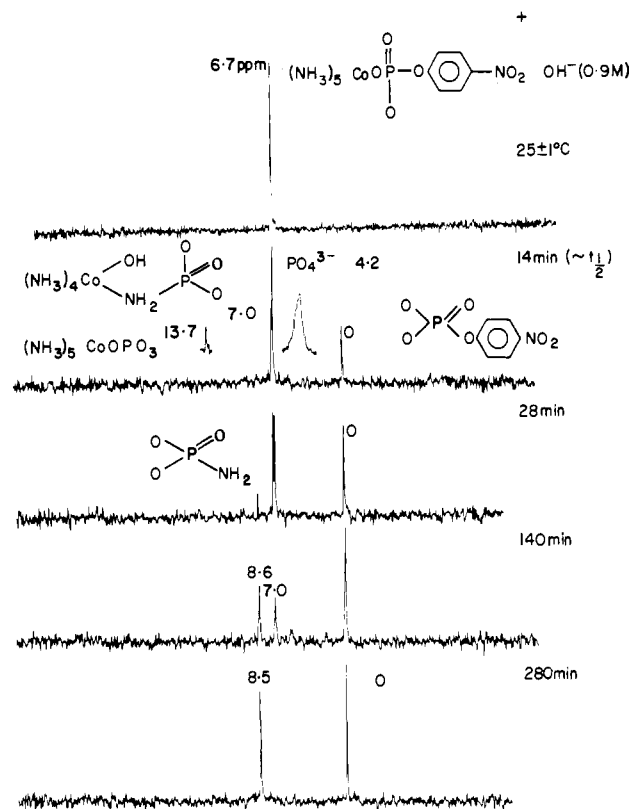 +
6·7ppm (NH3)5 CoO–P–O NO2 OH⁻(0·9M)
O
O
25±1°C
14min (~t½)
O
OH
(NH3)4Co P=O
NH2 O
7·0
PO4³⁻ 4·2
(NH3)5 CoOPO3 13·7
O
O O
P
O O NO2
28min
O O
P
O NH2
O
140min
8·6
7·0
280min
8·5 O